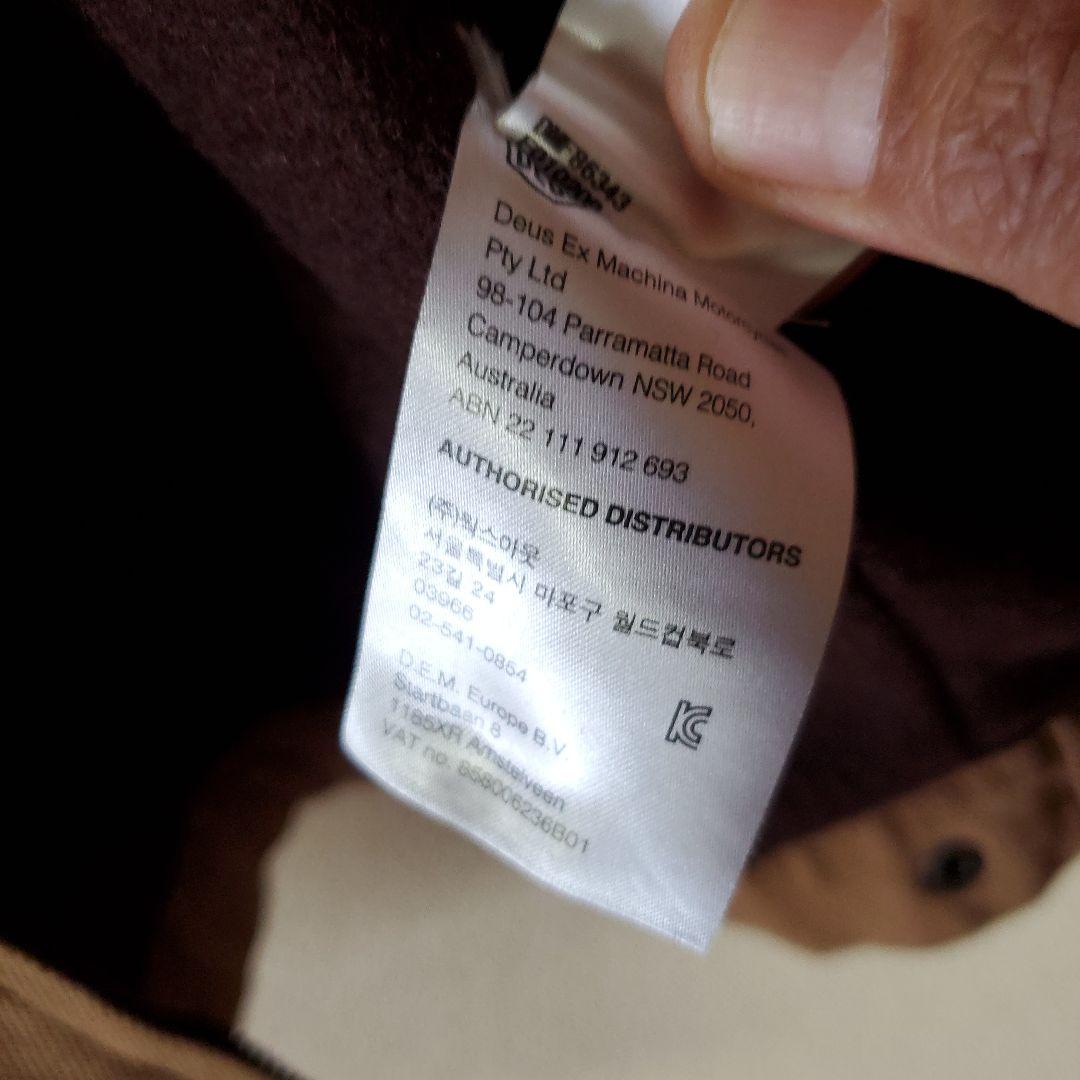 DMF86343
Deus Ex Machina Motorcycles
Pty Ltd
98-104 Parramatta Road
Camperdown NSW 2050,
Australia
ABN 22 111 912 693
AUTHORISED DISTRIBUTORS
(주)웍스아웃
서울특별시 마포구 월드컵북로
23길 24
03966
02-541-0854
D.E.M. Europe B.V.
Startbaan 8
1185XR Amstelveen
VAT no. 858006236B01